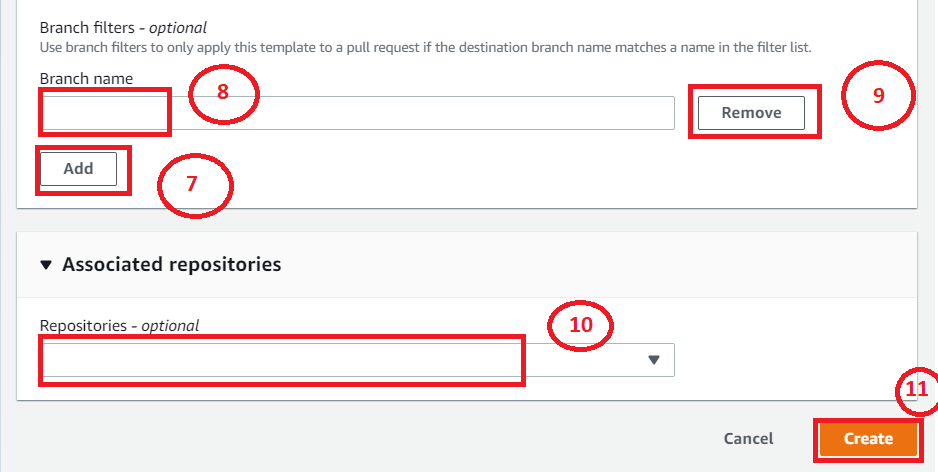 Branch filters - optional
Use branch filters to only apply this template to a pull request if the destination branch name matches a name in the filter list.
Branch name
8
Remove
9
Add
7
Associated repositories
Repositories - optional
10
11
Cancel
Create